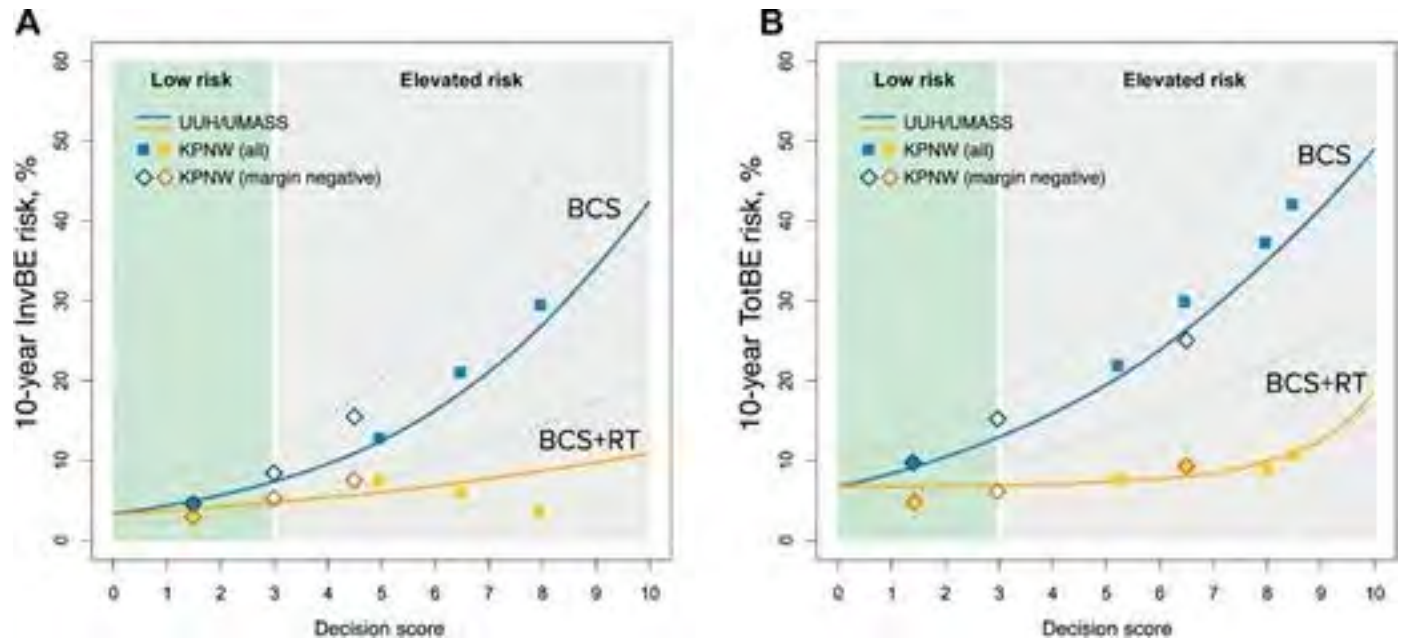 A
10-year InvBE risk, %
60
50
40
30
20
10
0
Low risk
Elevated risk
UUH/UMASS
KPNW (all)
KPNW (margin negative)
BCS
BCS+RT
0 1 2 3 4 5 6 7 8 9 10
Decision score
B
10-year TotBE risk, %
60
50
40
30
20
10
0
Low risk
Elevated risk
UUH/UMASS
KPNW (all)
KPNW (margin negative)
BCS
BCS+RT
0 1 2 3 4 5 6 7 8 9 10
Decision score